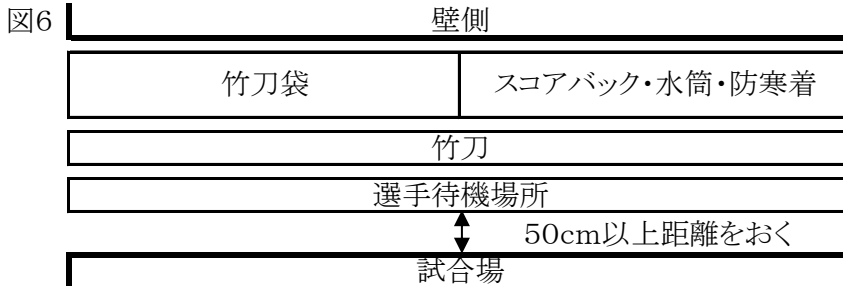 図6
壁側
竹刀袋 スコアバック・水筒・防寒着
竹刀
選手待機場所
50cm以上距離をおく
試合場